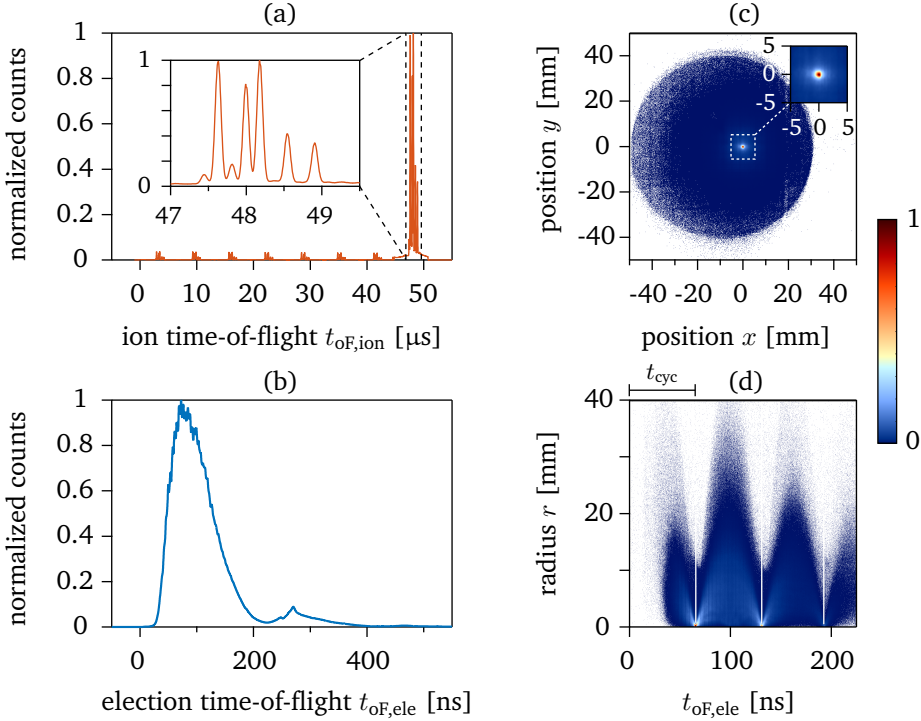 (a)
normalized counts
1
0.8
0.6
0.4
0.2
0
1
0
47 48 49
0 10 20 30 40 50
ion time-of-flight t_oF,ion [μs]
(c)
position y [mm]
40
20
0
-20
-40
5
0
-5
-5 0 5
-40 -20 0 20 40
position x [mm]
1
0
(b)
normalized counts
1
0.8
0.6
0.4
0.2
0
0 200 400
election time-of-flight t_oF,ele [ns]
t_cyc
(d)
radius r [mm]
40
20
0
0 100 200
t_oF,ele [ns]